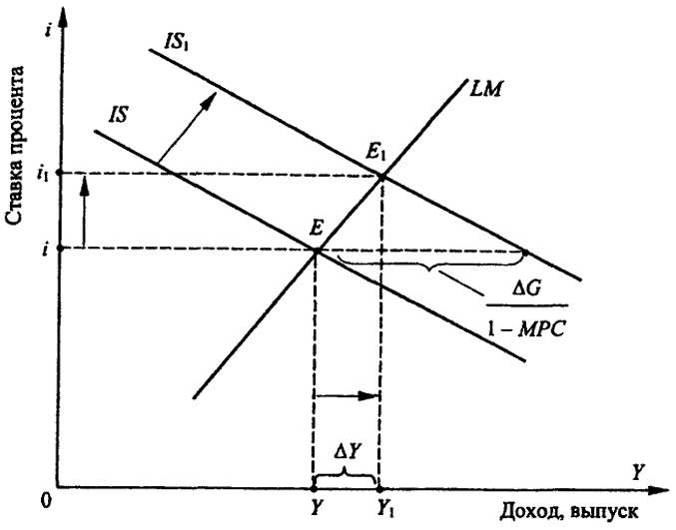 i
Ставка процента
IS₁
IS
LM
E₁
i₁
E
i
ΔG
1 – MPC
ΔY
Y
0
Y
Y₁
Доход, выпуск